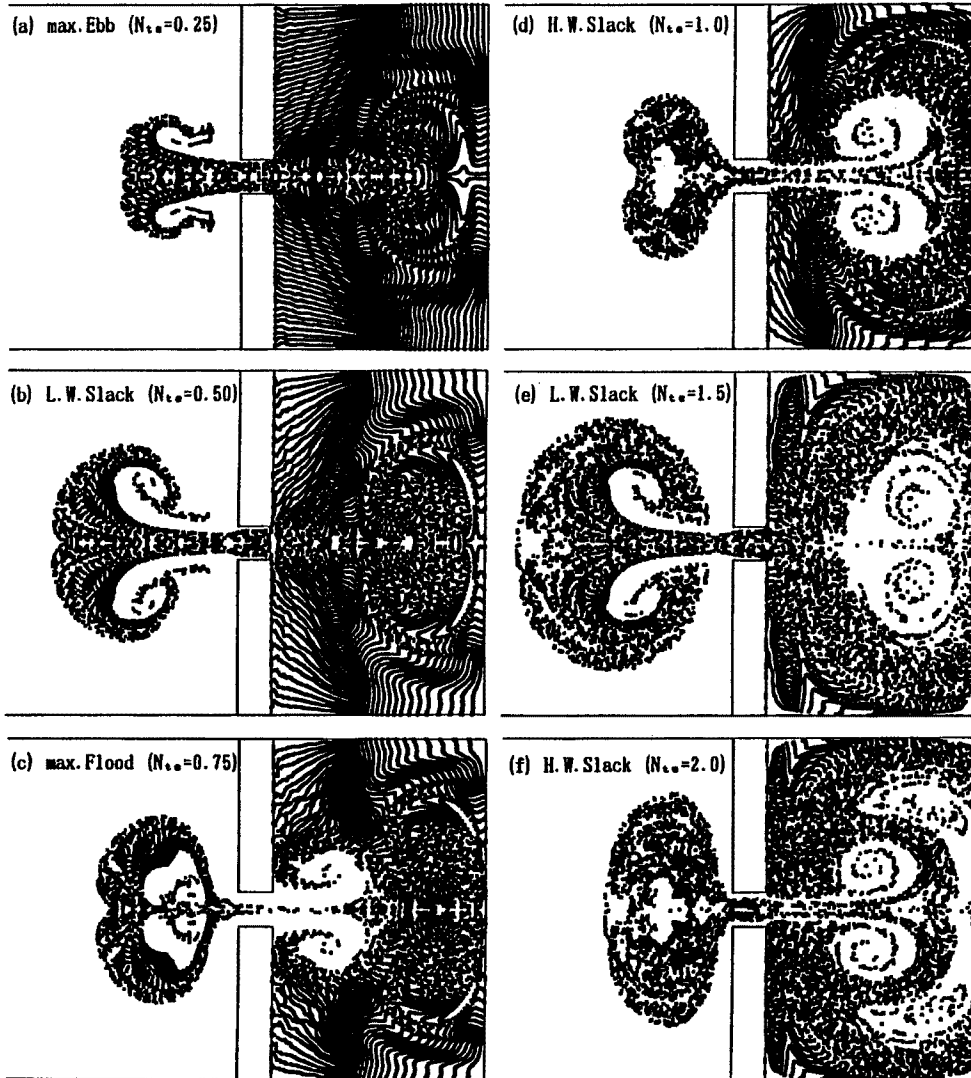 (a) max.Ebb (Nₜₑ=0.25)
(b) L.W.Slack (Nₜₑ=0.50)
(c) max.Flood (Nₜₑ=0.75)
(d) H.W.Slack (Nₜₑ=1.0)
(e) L.W.Slack (Nₜₑ=1.5)
(f) H.W.Slack (Nₜₑ=2.0)